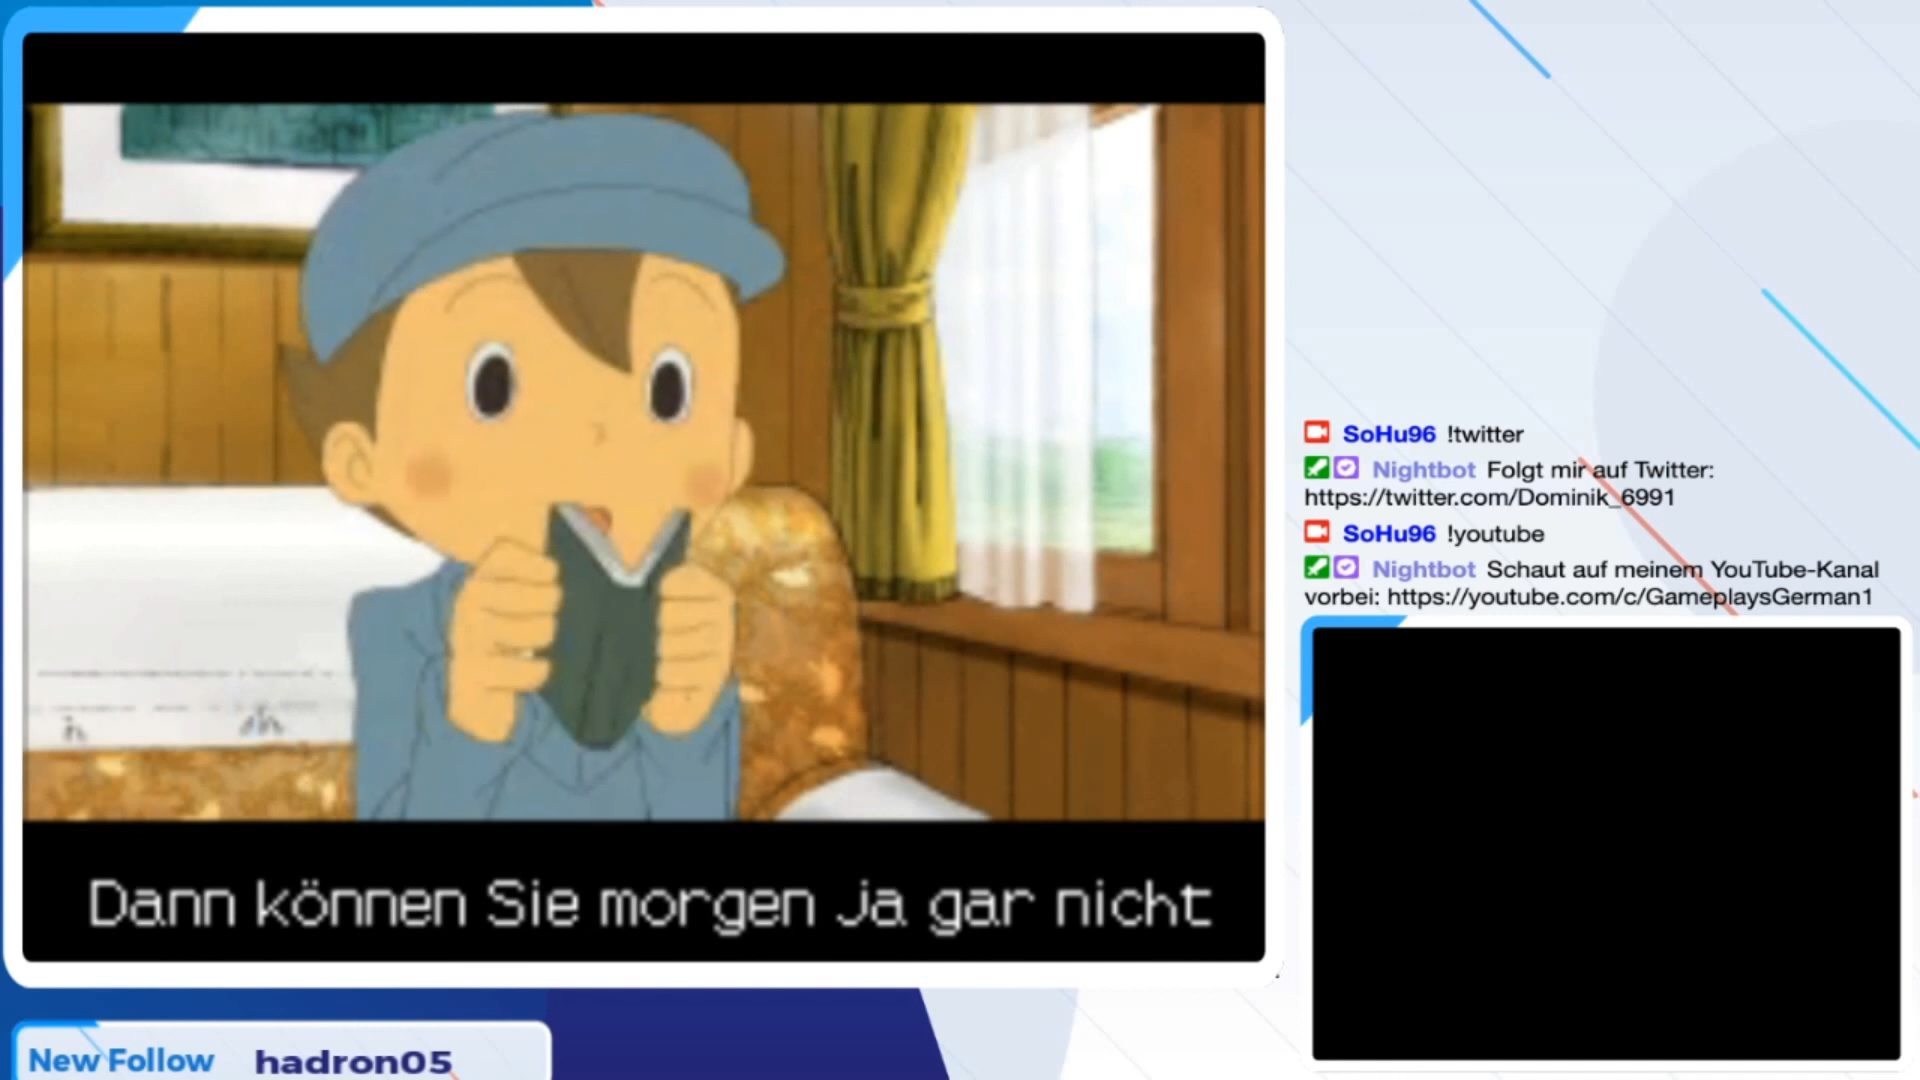 SoHu96 !twitter
Nightbot Folgt mir auf Twitter:
https://twitter.com/Dominik_6991
SoHu96 !youtube
Nightbot Schaut auf meinem YouTube-Kanal
vorbei: https://youtube.com/c/GameplaysGerman1
Dann können Sie morgen ja gar nicht
New Follow hadron05